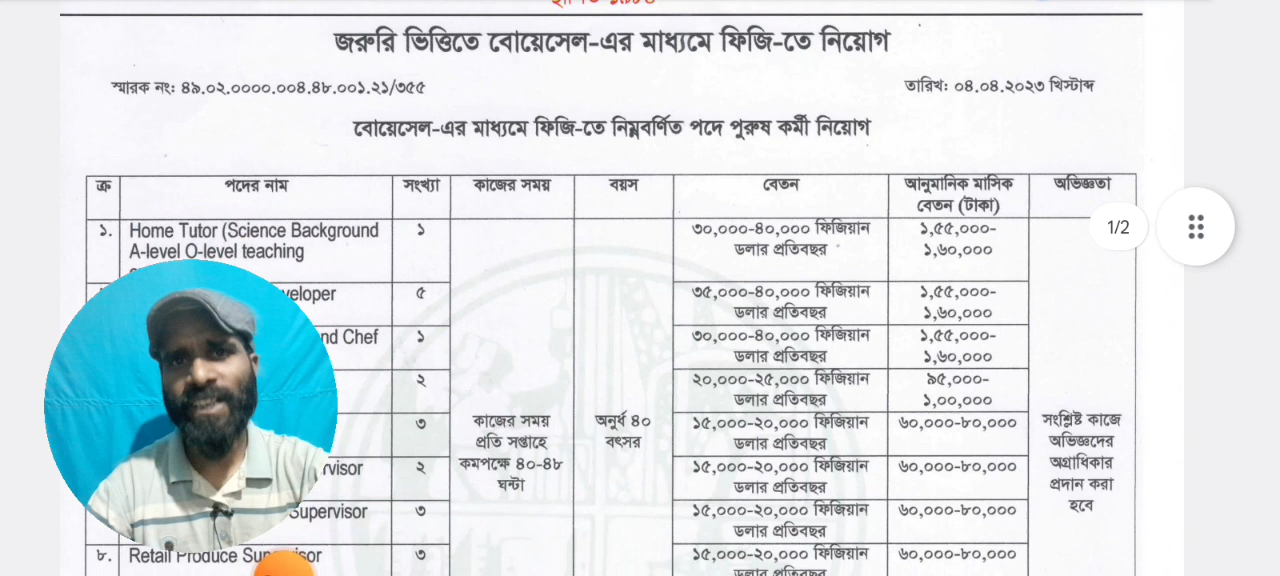 জরুরি ভিত্তিতে বোয়েসেল-এর মাধ্যমে ফিজি-তে নিয়োগ
স্মারক নং: ৪৯.০২.০০০০.০০৪.৪৮.০০১.২১/৩৫৫
তারিখ: ০৪.০৪.২০২৩ খিস্টাব্দ
বোয়েসেল-এর মাধ্যমে ফিজি-তে নিম্নবর্ণিত পদে পুরুষ কর্মী নিয়োগ
ক্র পদের নাম সংখ্যা কাজের সময় বয়স বেতন আনুমানিক মাসিক অভিজ্ঞতা
বেতন (টাকা)
১. Home Tutor (Science Background ১ ৩০,০০০-৪০,০০০ ফিজিয়ান ১,৫৫,০০০-
A-level O-level teaching ডলার প্রতিবছর ১,৬০,০০০
1/2
veloper ৫ ৩৫,০০০-৪০,০০০ ফিজিয়ান ১,৫৫,০০০-
ডলার প্রতিবছর ১,৬০,০০০
nd Chef ১ ৩০,০০০-৪০,০০০ ফিজিয়ান ১,৫৫,০০০-
ডলার প্রতিবছর ১,৬০,০০০
২ ২০,০০০-২৫,০০০ ফিজিয়ান ৯৫,০০০-
ডলার প্রতিবছর ১,০০,০০০
৩ ১৫,০০০-২০,০০০ ফিজিয়ান ৬০,০০০-৮০,০০০
ডলার প্রতিবছর
কাজের সময়
প্রতি সপ্তাহে
কমপক্ষে ৪০-৪৮
ঘন্টা
অনুর্ধ ৪০
বৎসর
সংশ্লিষ্ট কাজে
অভিজ্ঞদের
অগ্রাধিকার
প্রদান করা
হবে
rvisor ২ ১৫,০০০-২০,০০০ ফিজিয়ান ৬০,০০০-৮০,০০০
ডলার প্রতিবছর
Supervisor ৩ ১৫,০০০-২০,০০০ ফিজিয়ান ৬০,০০০-৮০,০০০
ডলার প্রতিবছর
৮. Retail Produce Supervisor ৩ ১৫,০০০-২০,০০০ ফিজিয়ান ৬০,০০০-৮০,০০০
ডলার প্রতিবছর